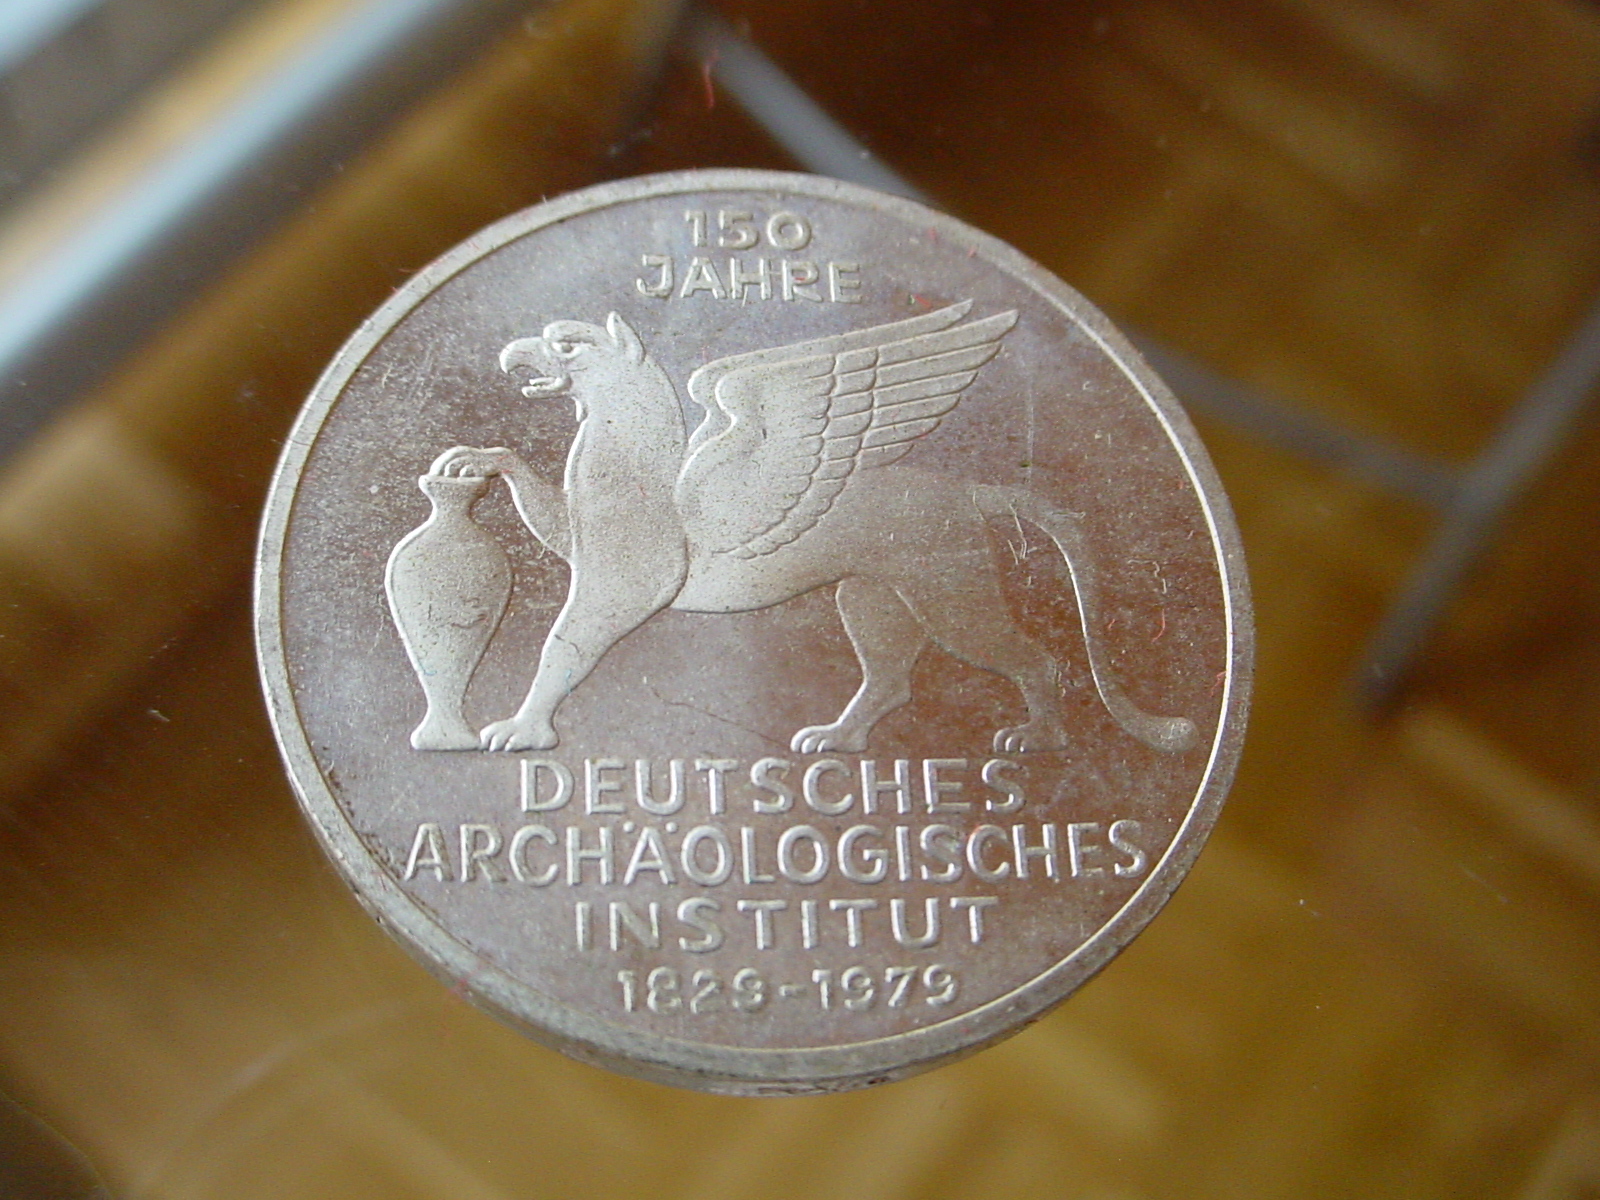 150
JAHRE
DEUTSCHES
ARCHÄOLOGISCHES
INSTITUT
1829-1979